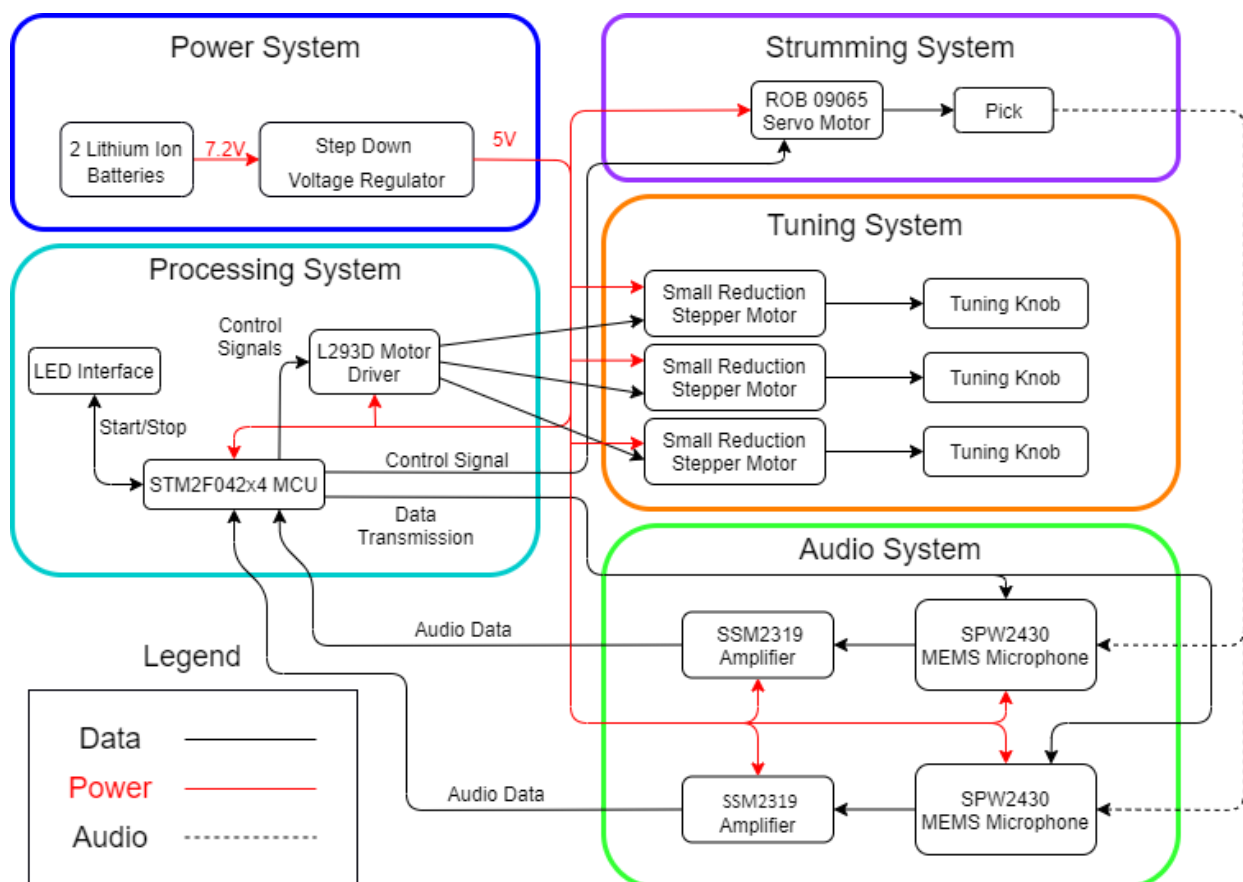 Power System
2 Lithium Ion
Batteries
7.2V
Step Down
Voltage Regulator
5V
Strumming System
ROB 09065
Servo Motor
Pick
Tuning System
Small Reduction
Stepper Motor
Tuning Knob
Small Reduction
Stepper Motor
Tuning Knob
Small Reduction
Stepper Motor
Tuning Knob
Processing System
Control
Signals
L293D Motor
Driver
LED Interface
Start/Stop
STM2F042x4 MCU
Control Signal
Data
Transmission
Audio System
Audio Data
SSM2319
Amplifier
SPW2430
MEMS Microphone
Audio Data
SSM2319
Amplifier
SPW2430
MEMS Microphone
Legend
Data
Power
Audio